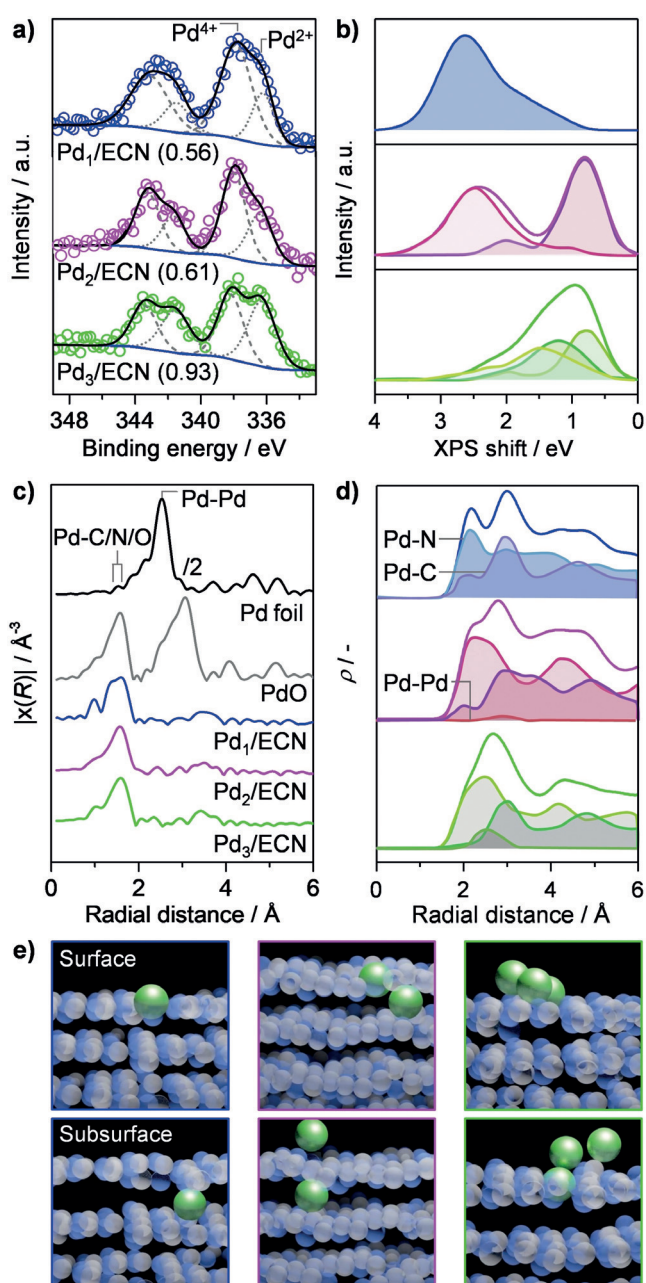 a)
Pd4+
Pd2+
Intensity / a.u.
Pd1/ECN (0.56)
Pd2/ECN (0.61)
Pd3/ECN (0.93)
348 344 340 336
Binding energy / eV
b)
Intensity / a.u.
4 3 2 1 0
XPS shift / eV
c)
Pd-Pd
Pd-C/N/O
/2
Pd foil
PdO
Pd1/ECN
Pd2/ECN
Pd3/ECN
|x(R)| / Å-3
0 2 4 6
Radial distance / Å
d)
Pd-N
Pd-C
Pd-Pd
ρ / -
0 2 4 6
Radial distance / Å
e)
Surface
Subsurface